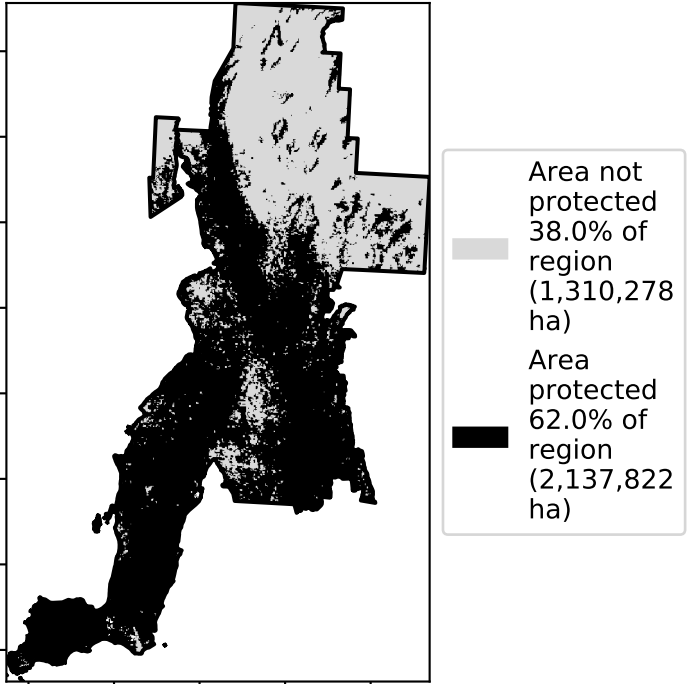 Area not
protected
38.0% of
region
(1,310,278
ha)
Area
protected
62.0% of
region
(2,137,822
ha)